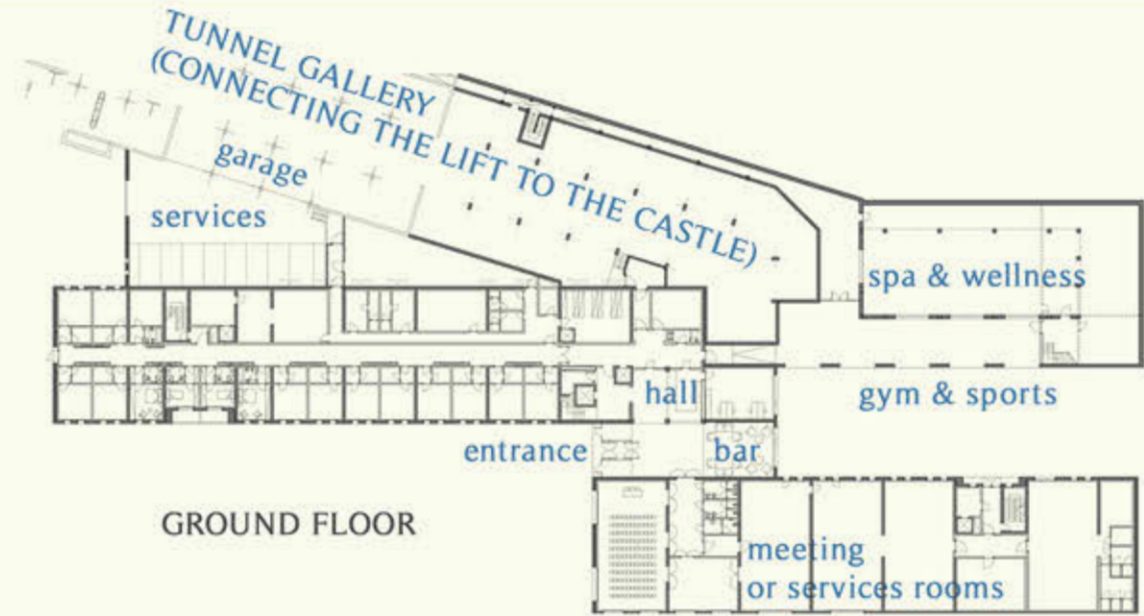 TUNNEL GALLERY
(CONNECTING THE LIFT TO THE CASTLE)
garage
services
spa & wellness
hall
gym & sports
entrance
bar
GROUND FLOOR
meeting
or services rooms